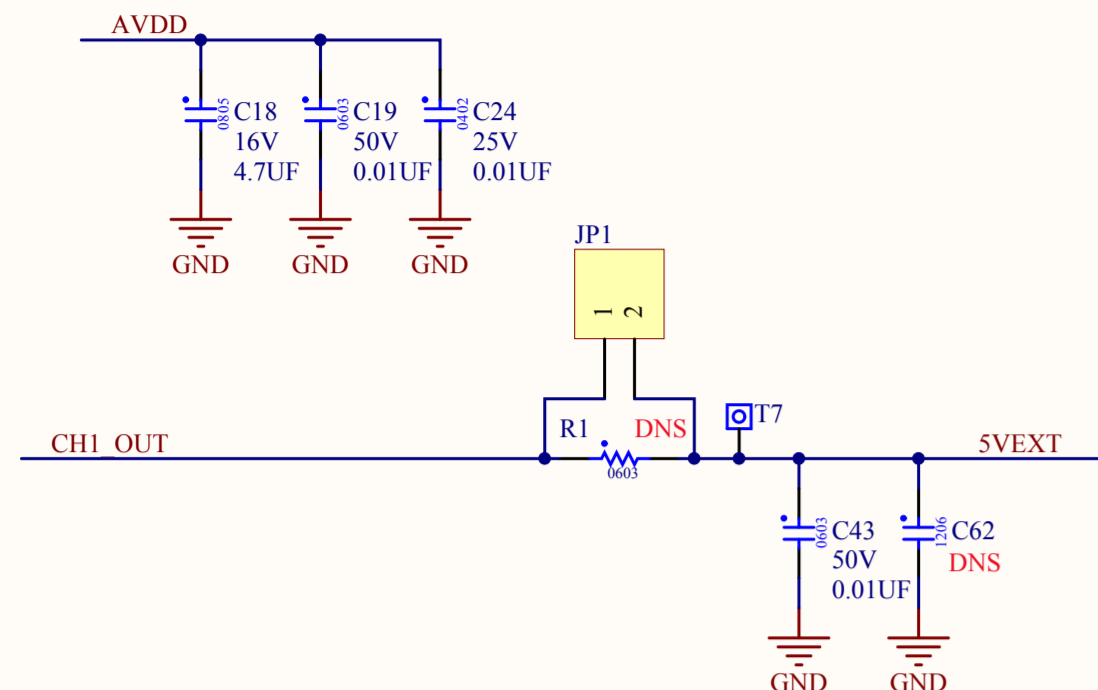 AVDD
0805
C18
16V
4.7UF
GND
0603
C19
50V
0.01UF
GND
0402
C24
25V
0.01UF
GND
JP1
1
2
CH1_OUT
R1
DNS
0603
T7
5VEXT
0603
C43
50V
0.01UF
GND
1206
C62
DNS
GND